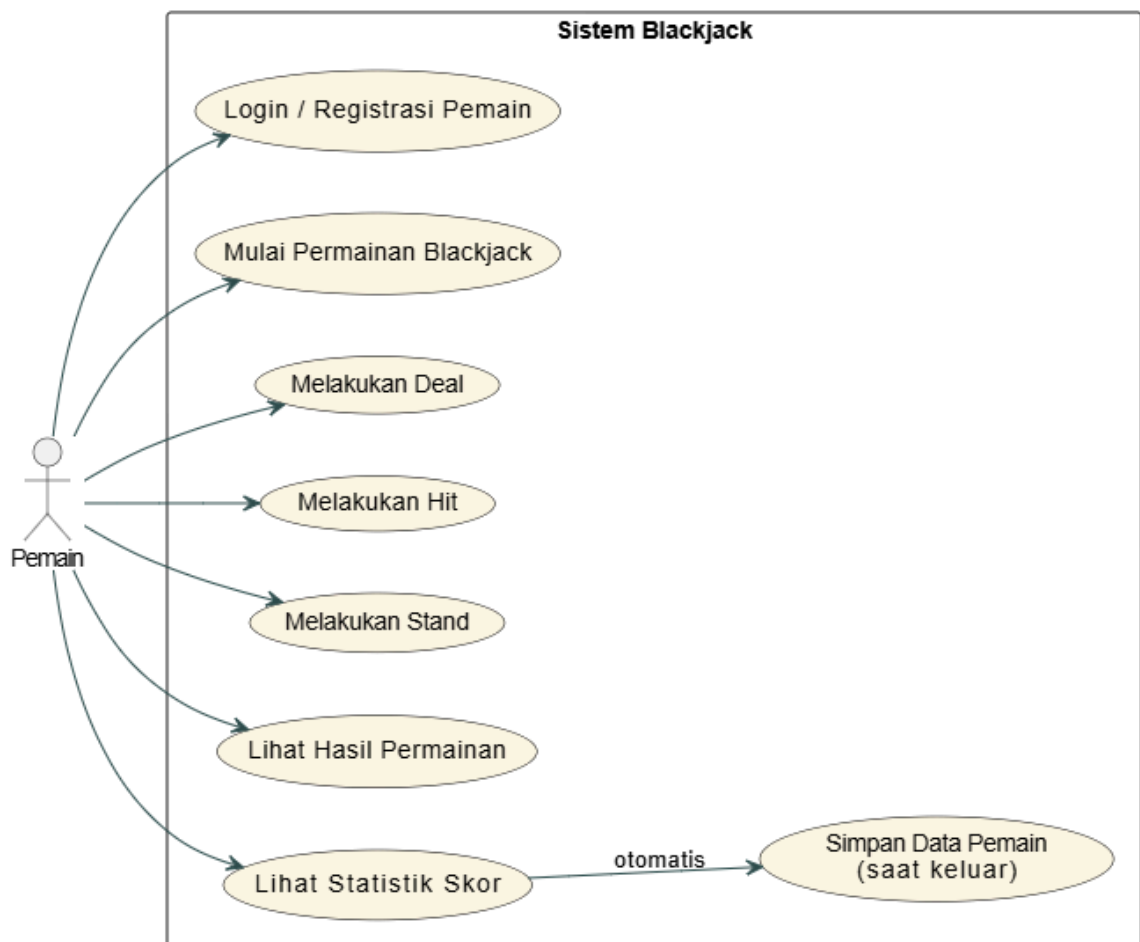 Sistem Blackjack
Login / Registrasi Pemain
Mulai Permainan Blackjack
Melakukan Deal
Melakukan Hit
Pemain
Melakukan Stand
Lihat Hasil Permainan
Lihat Statistik Skor
otomatis
Simpan Data Pemain
(saat keluar)